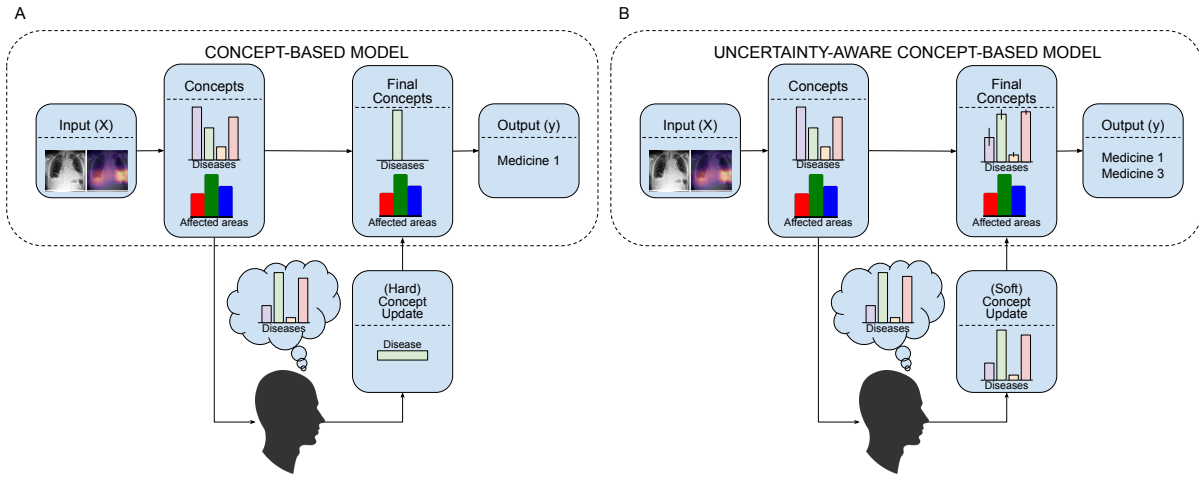 A
CONCEPT-BASED MODEL
Input (X)
Concepts
Diseases
Affected areas
Final
Concepts
Diseases
Affected areas
Output (y)
Medicine 1
Diseases
(Hard)
Concept
Update
Disease
B
UNCERTAINTY-AWARE CONCEPT-BASED MODEL
Input (X)
Concepts
Diseases
Affected areas
Final
Concepts
Diseases
Affected areas
Output (y)
Medicine 1
Medicine 3
Diseases
(Soft)
Concept
Update
Diseases